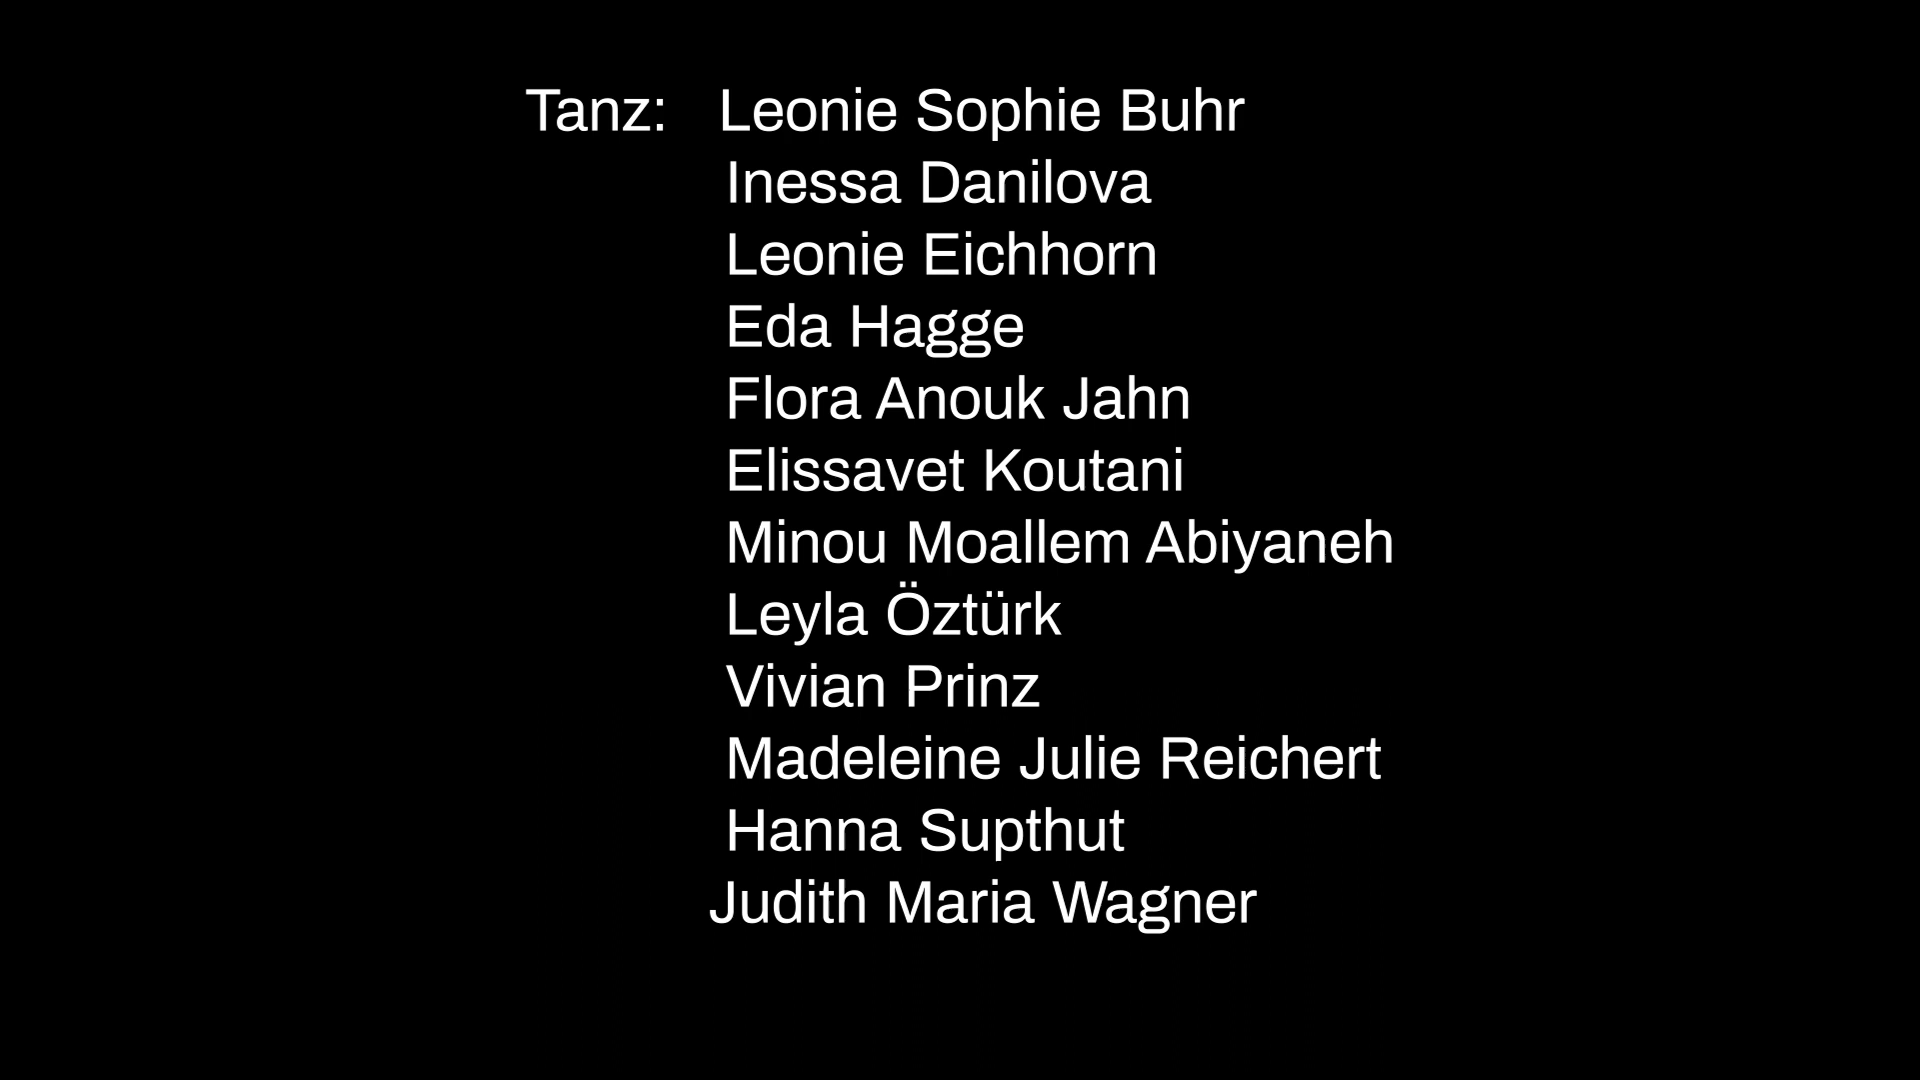 Tanz: Leonie Sophie Buhr
Inessa Danilova
Leonie Eichhorn
Eda Hagge
Flora Anouk Jahn
Elissavet Koutani
Minou Moallem Abiyaneh
Leyla Öztürk
Vivian Prinz
Madeleine Julie Reichert
Hanna Supthut
Judith Maria Wagner